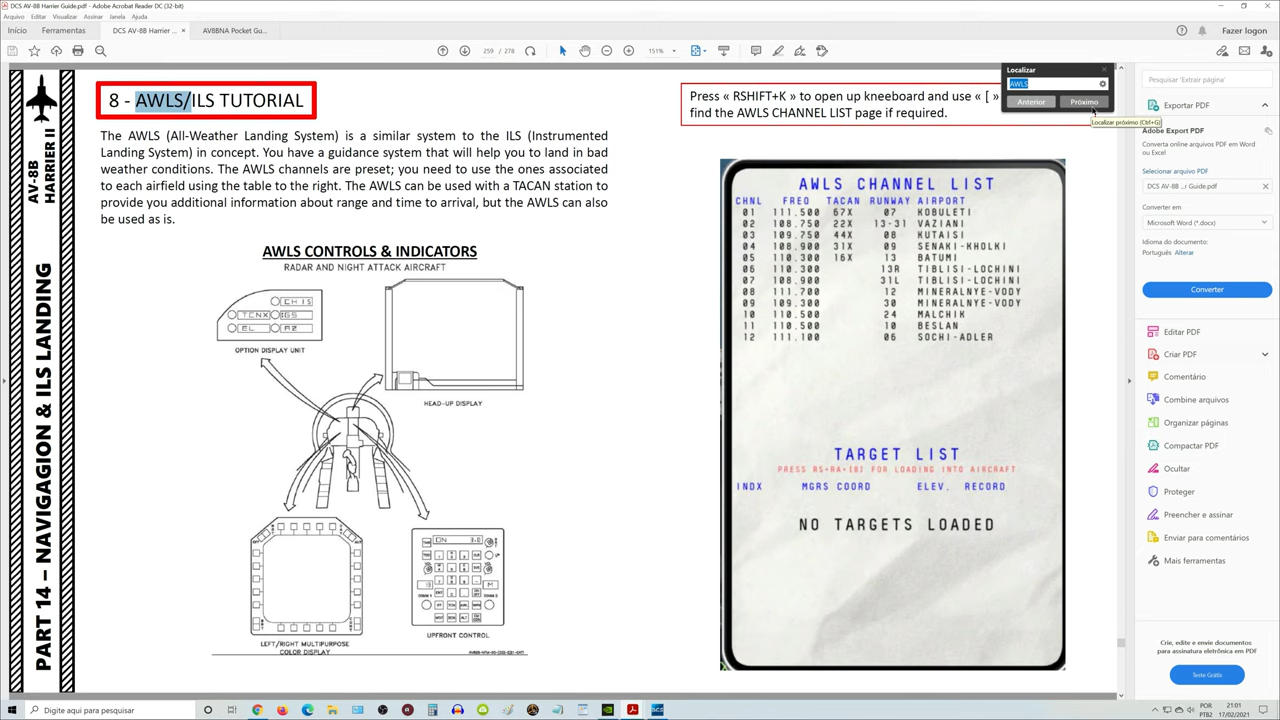 DCS AV-8B Harrier Guide.pdf - Adobe Acrobat Reader DC (32-bit)
Arquivo Editar Visualizar Assinar Janela Ajuda
Início Ferramentas DCS AV-8B Harrier ... × AV8BNA Pocket Gu... Fazer logon
259 / 278 151%
Localizar
AWLS
Anterior Próximo
Localizar próximo (Ctrl+G)
PART 14 – NAVIGAGION & ILS LANDING
AV-8B
HARRIER II
8 - AWLS/ILS TUTORIAL
The AWLS (All-Weather Landing System) is a similar system to the ILS (Instrumented
Landing System) in concept. You have a guidance system that will help you to land in bad
weather conditions. The AWLS channels are preset; you need to use the ones associated
to each airfield using the table to the right. The AWLS can be used with a TACAN station to
provide you additional information about range and time to arrival, but the AWLS can also
be used as is.
AWLS CONTROLS & INDICATORS
RADAR AND NIGHT ATTACK AIRCRAFT
OPTION DISPLAY UNIT
HEAD-UP DISPLAY
LEFT/RIGHT MULTIPURPOSE
COLOR DISPLAY
UPFRONT CONTROL
Press « RSHIFT+K » to open up kneeboard and use « [ »
find the AWLS CHANNEL LIST page if required.
AWLS CHANNEL LIST
CHNL FREQ TACAN RUNWAY AIRPORT
01 111.500 67X 07 KOBULETI
02 108.750 22X 13-31 VAZIANI
03 109.750 44X 08 KUTAISI
04 108.900 31X 09 SENAKI-KHOLKI
05 110.300 16X 13 BATUMI
06 110.300 13R TIBLISI-LOCHINI
07 108.900 31L TIBLISI-LOCHINI
08 111.700 12 MINERALNYE-VODY
09 109.300 30 MINERALNYE-VODY
10 110.500 24 MALCHIK
11 110.500 10 BESLAN
12 111.100 06 SOCHI-ADLER
TARGET LIST
PRESS RS+RA+[8] FOR LOADING INTO AIRCRAFT
INDX MGRS COORD ELEV. RECORD
NO TARGETS LOADED
Pesquisar 'Extrair página'
Exportar PDF
Adobe Export PDF
Converta online arquivos PDF em Word
ou Excel
Selecionar arquivo PDF
DCS AV-8B ...r Guide.pdf ×
Converter em
Microsoft Word (*.docx)
Idioma do documento:
Português Alterar
Converter
Editar PDF
Criar PDF
Comentário
Combine arquivos
Organizar páginas
Compactar PDF
Ocultar
Proteger
Preencher e assinar
Enviar para comentários
Mais ferramentas
Crie, edite e envie documentos
para assinatura eletrônica em PDF
Teste Grátis
Digite aqui para pesquisar
POR
PTB2
21:01
17/02/2021